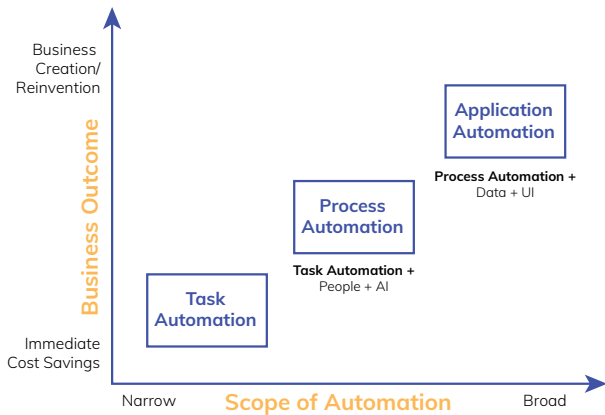 Business
Creation/
Reinvention
Application
Automation
Process Automation +
Data + UI
Process
Automation
Task Automation +
People + AI
Task
Automation
Business Outcome
Immediate
Cost Savings
Narrow
Scope of Automation
Broad